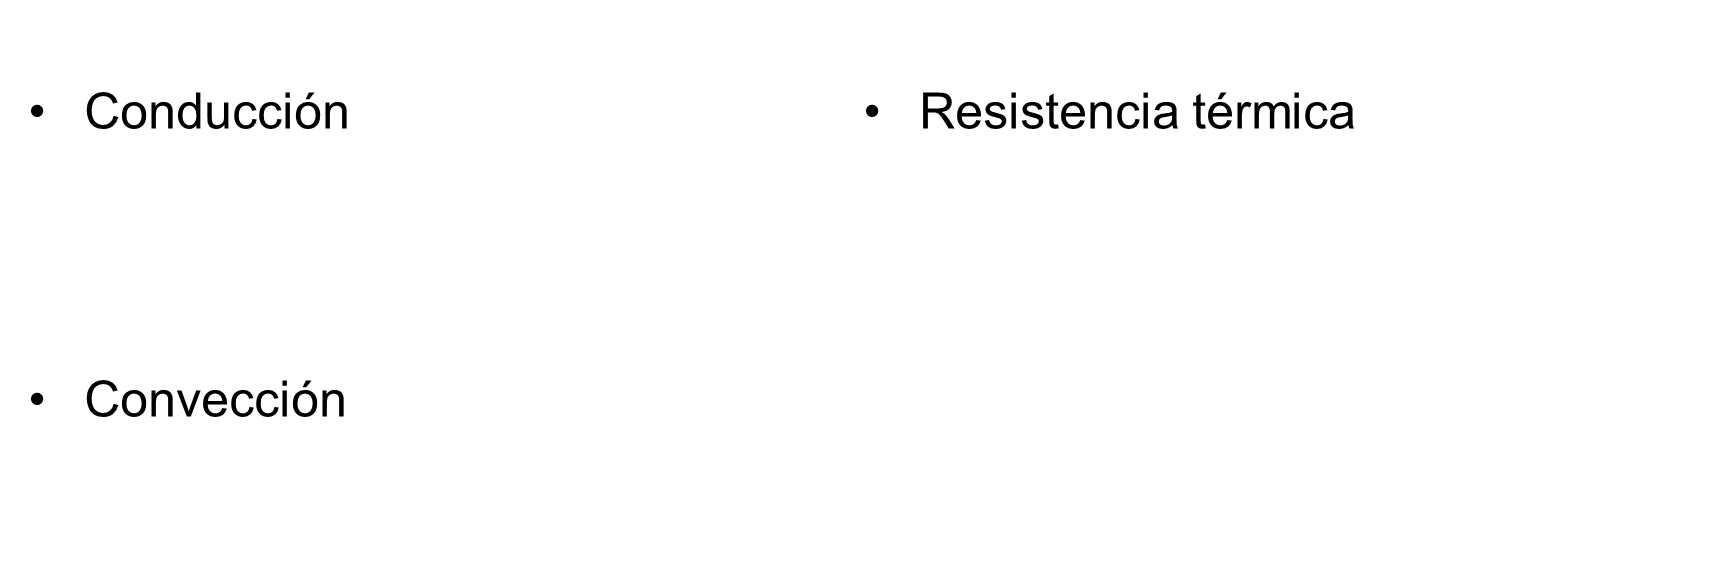 • Conducción
• Convección
• Resistencia térmica